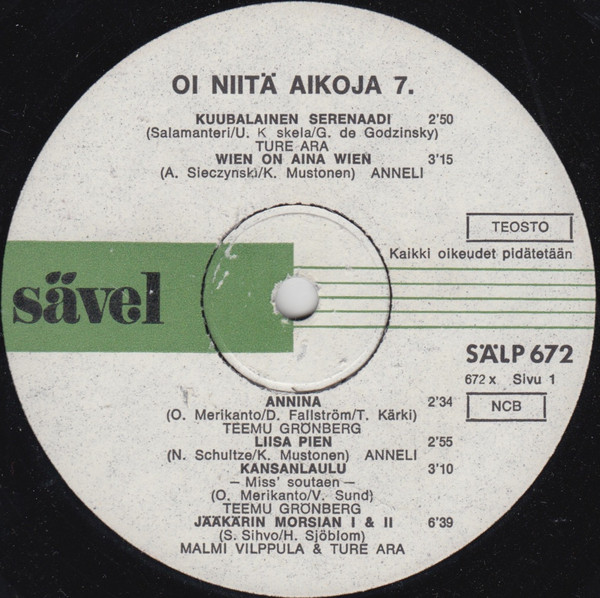 OI NIITÄ AIKOJA 7.
KUUBALAINEN SERENAADI 2'50
(Salamanteri/U. K skela/G. de Godzinsky)
TURE ARA
WIEN ON AINA WIEN 3'15
(A. Sieczynski/K. Mustonen) ANNELI
TEOSTO
Kaikki oikeudet pidätetään
sävel
SÄLP 672
672 x Sivu 1
NCB
ANNINA 2'34
(O. Merikanto/D. Fallström/T. Kärki)
TEEMU GRÖNBERG
LIISA PIEN 2'55
(N. Schultze/K. Mustonen) ANNELI
KANSANLAULU 3'10
— Miss' soutaen —
(O. Merikanto/V. Sund)
TEEMU GRÖNBERG
JÄÄKÄRIN MORSIAN I & II 6'39
(S. Sihvo/H. Sjöblom)
MALMI VILPPULA & TURE ARA